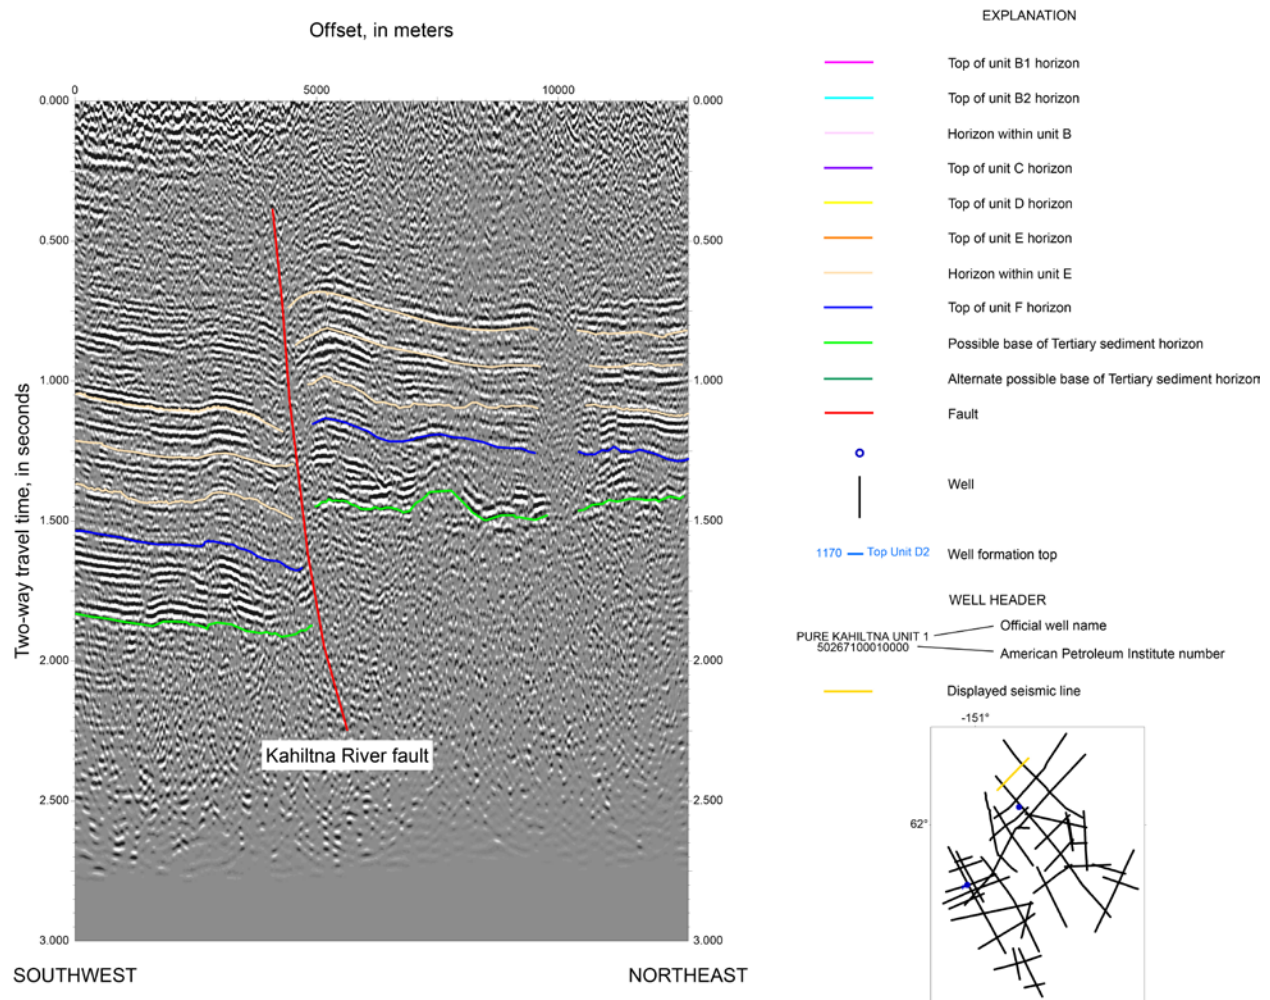 Offset, in meters
0 5000 10000
0.000 0.000
0.500 0.500
1.000 1.000
1.500 1.500
2.000 2.000
2.500 2.500
3.000 3.000
Two-way travel time, in seconds
Kahiltna River fault
SOUTHWEST NORTHEAST
EXPLANATION
Top of unit B1 horizon
Top of unit B2 horizon
Horizon within unit B
Top of unit C horizon
Top of unit D horizon
Top of unit E horizon
Horizon within unit E
Top of unit F horizon
Possible base of Tertiary sediment horizon
Alternate possible base of Tertiary sediment horizon
Fault
Well
1170 Top Unit D2 Well formation top
WELL HEADER
PURE KAHILTNA UNIT 1 Official well name
50267100010000 American Petroleum Institute number
Displayed seismic line
-151°
62°